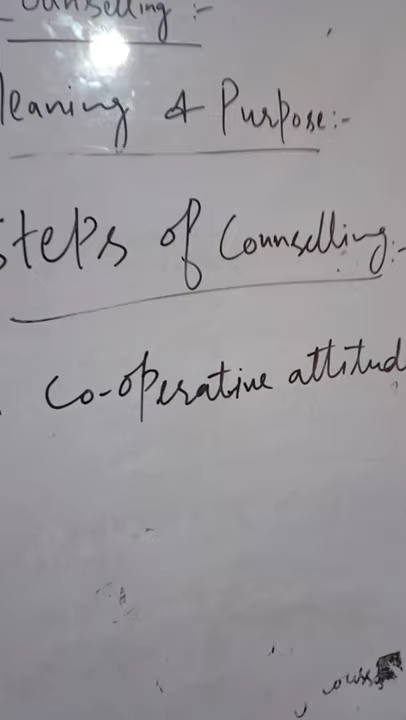 Counselling :-
Meaning & Purpose:-
Steps of Counselling:-
Co-operative attitud